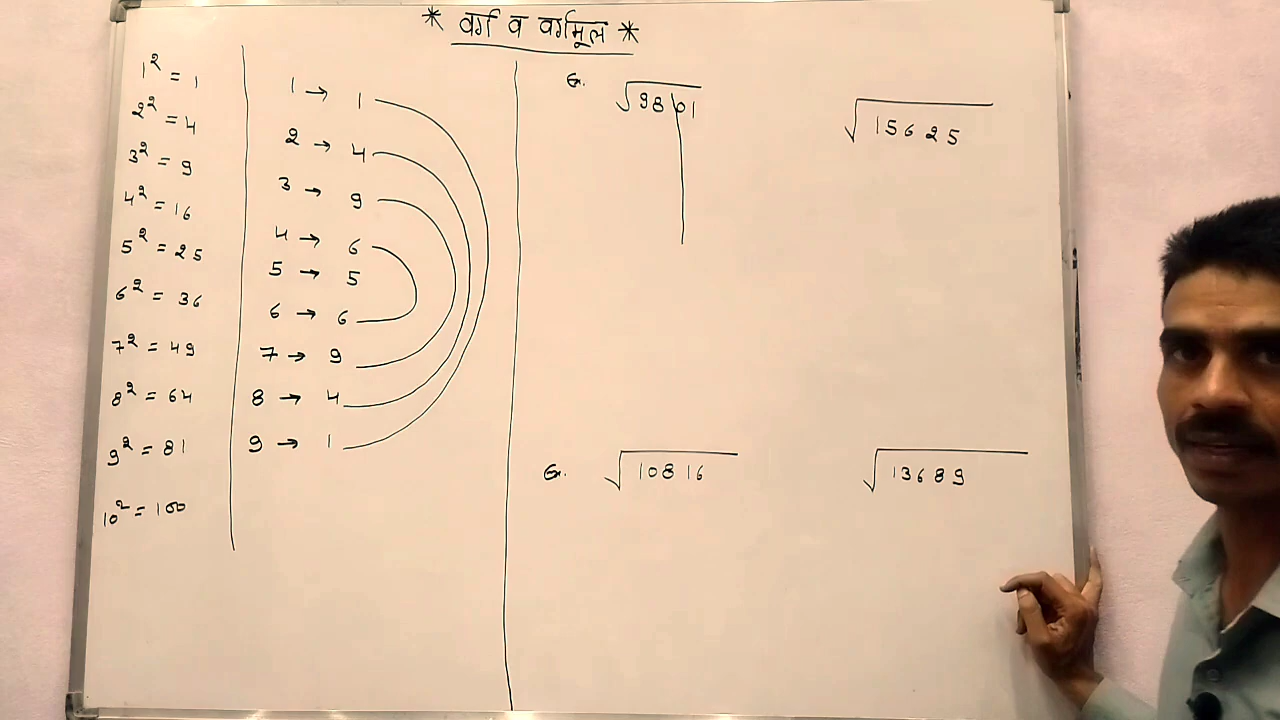 * वर्ग व वर्गमूल *
1² = 1
2² = 4
3² = 9
4² = 16
5² = 25
6² = 36
7² = 49
8² = 64
9² = 81
10² = 100
1 → 1
2 → 4
3 → 9
4 → 6
5 → 5
6 → 6
7 → 9
8 → 4
9 → 1
√9801
√15625
√10816
√13689